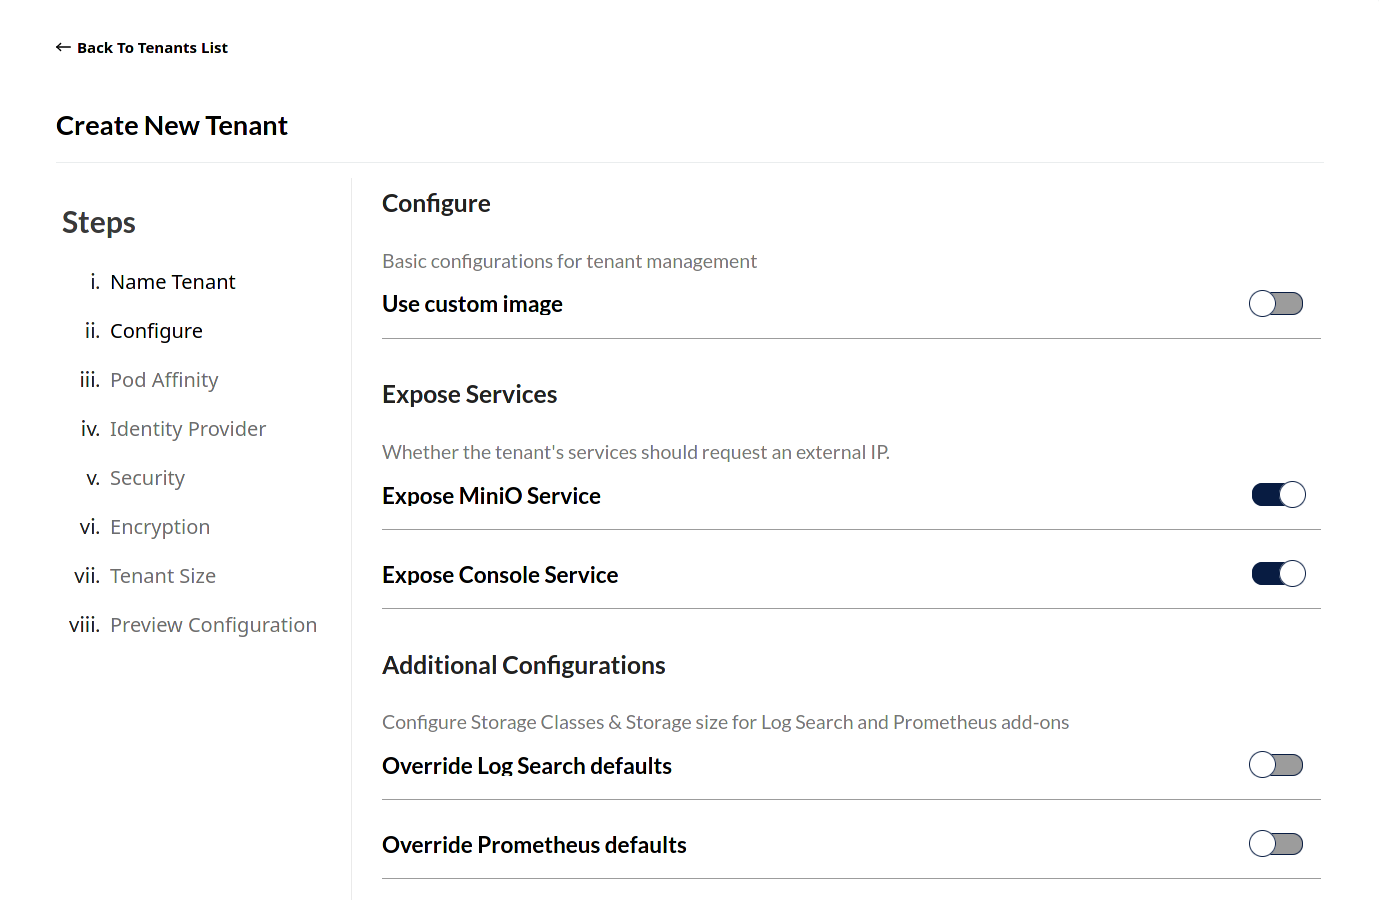 ← Back To Tenants List
Create New Tenant
Steps
i. Name Tenant
ii. Configure
iii. Pod Affinity
iv. Identity Provider
v. Security
vi. Encryption
vii. Tenant Size
viii. Preview Configuration
Configure
Basic configurations for tenant management
Use custom image
Expose Services
Whether the tenant's services should request an external IP.
Expose MiniO Service
Expose Console Service
Additional Configurations
Configure Storage Classes & Storage size for Log Search and Prometheus add-ons
Override Log Search defaults
Override Prometheus defaults